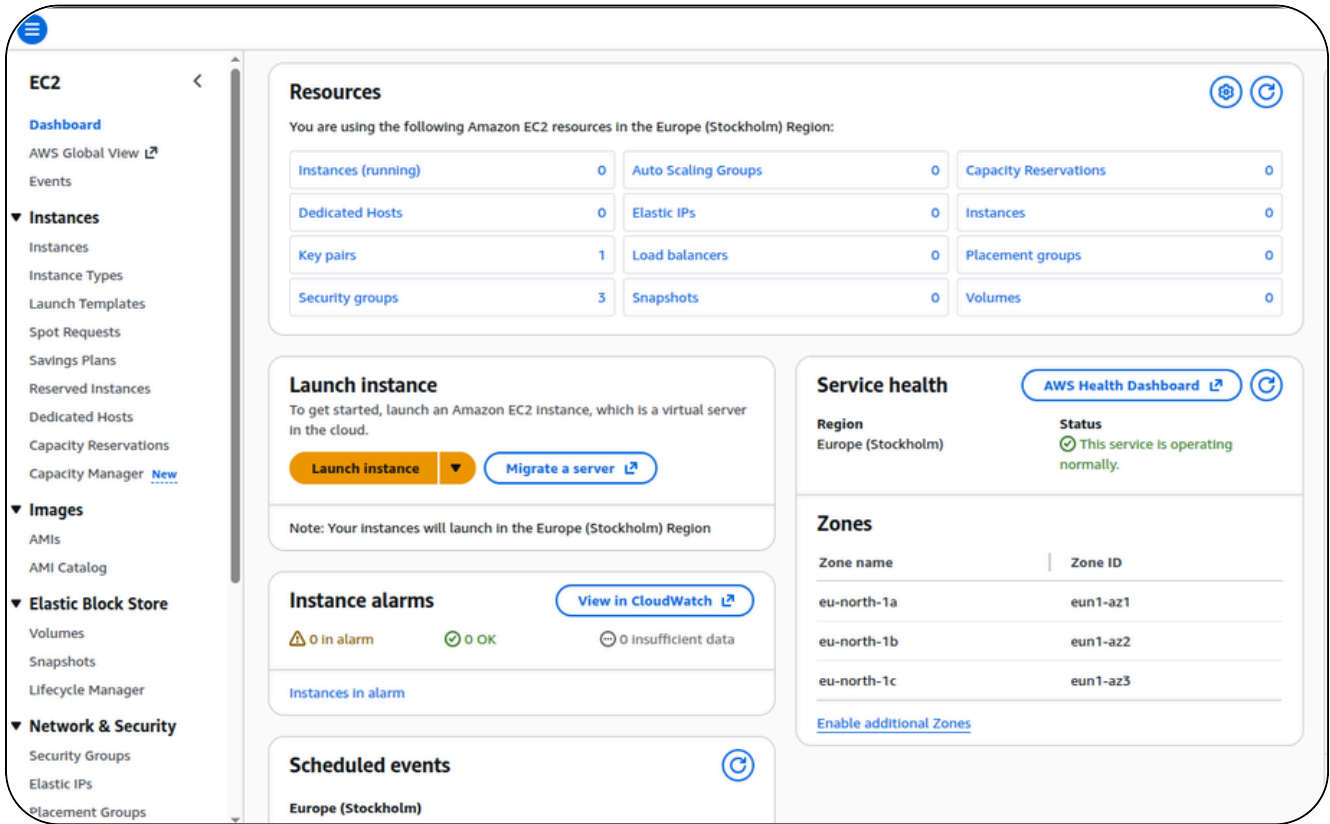 EC2
Dashboard
AWS Global View
Events
Instances
Instances
Instance Types
Launch Templates
Spot Requests
Savings Plans
Reserved Instances
Dedicated Hosts
Capacity Reservations
Capacity Manager New
Images
AMIs
AMI Catalog
Elastic Block Store
Volumes
Snapshots
Lifecycle Manager
Network & Security
Security Groups
Elastic IPs
Placement Groups
Resources
You are using the following Amazon EC2 resources in the Europe (Stockholm) Region:
Instances (running) 0 Auto Scaling Groups 0 Capacity Reservations 0
Dedicated Hosts 0 Elastic IPs 0 Instances 0
Key pairs 1 Load balancers 0 Placement groups 0
Security groups 3 Snapshots 0 Volumes 0
Launch instance
To get started, launch an Amazon EC2 instance, which is a virtual server
in the cloud.
Launch instance Migrate a server
Note: Your instances will launch in the Europe (Stockholm) Region
Instance alarms View in CloudWatch
0 in alarm 0 OK 0 insufficient data
Instances in alarm
Scheduled events
Europe (Stockholm)
Service health AWS Health Dashboard
Region Status
Europe (Stockholm) This service is operating
normally.
Zones
Zone name Zone ID
eu-north-1a eun1-az1
eu-north-1b eun1-az2
eu-north-1c eun1-az3
Enable additional Zones